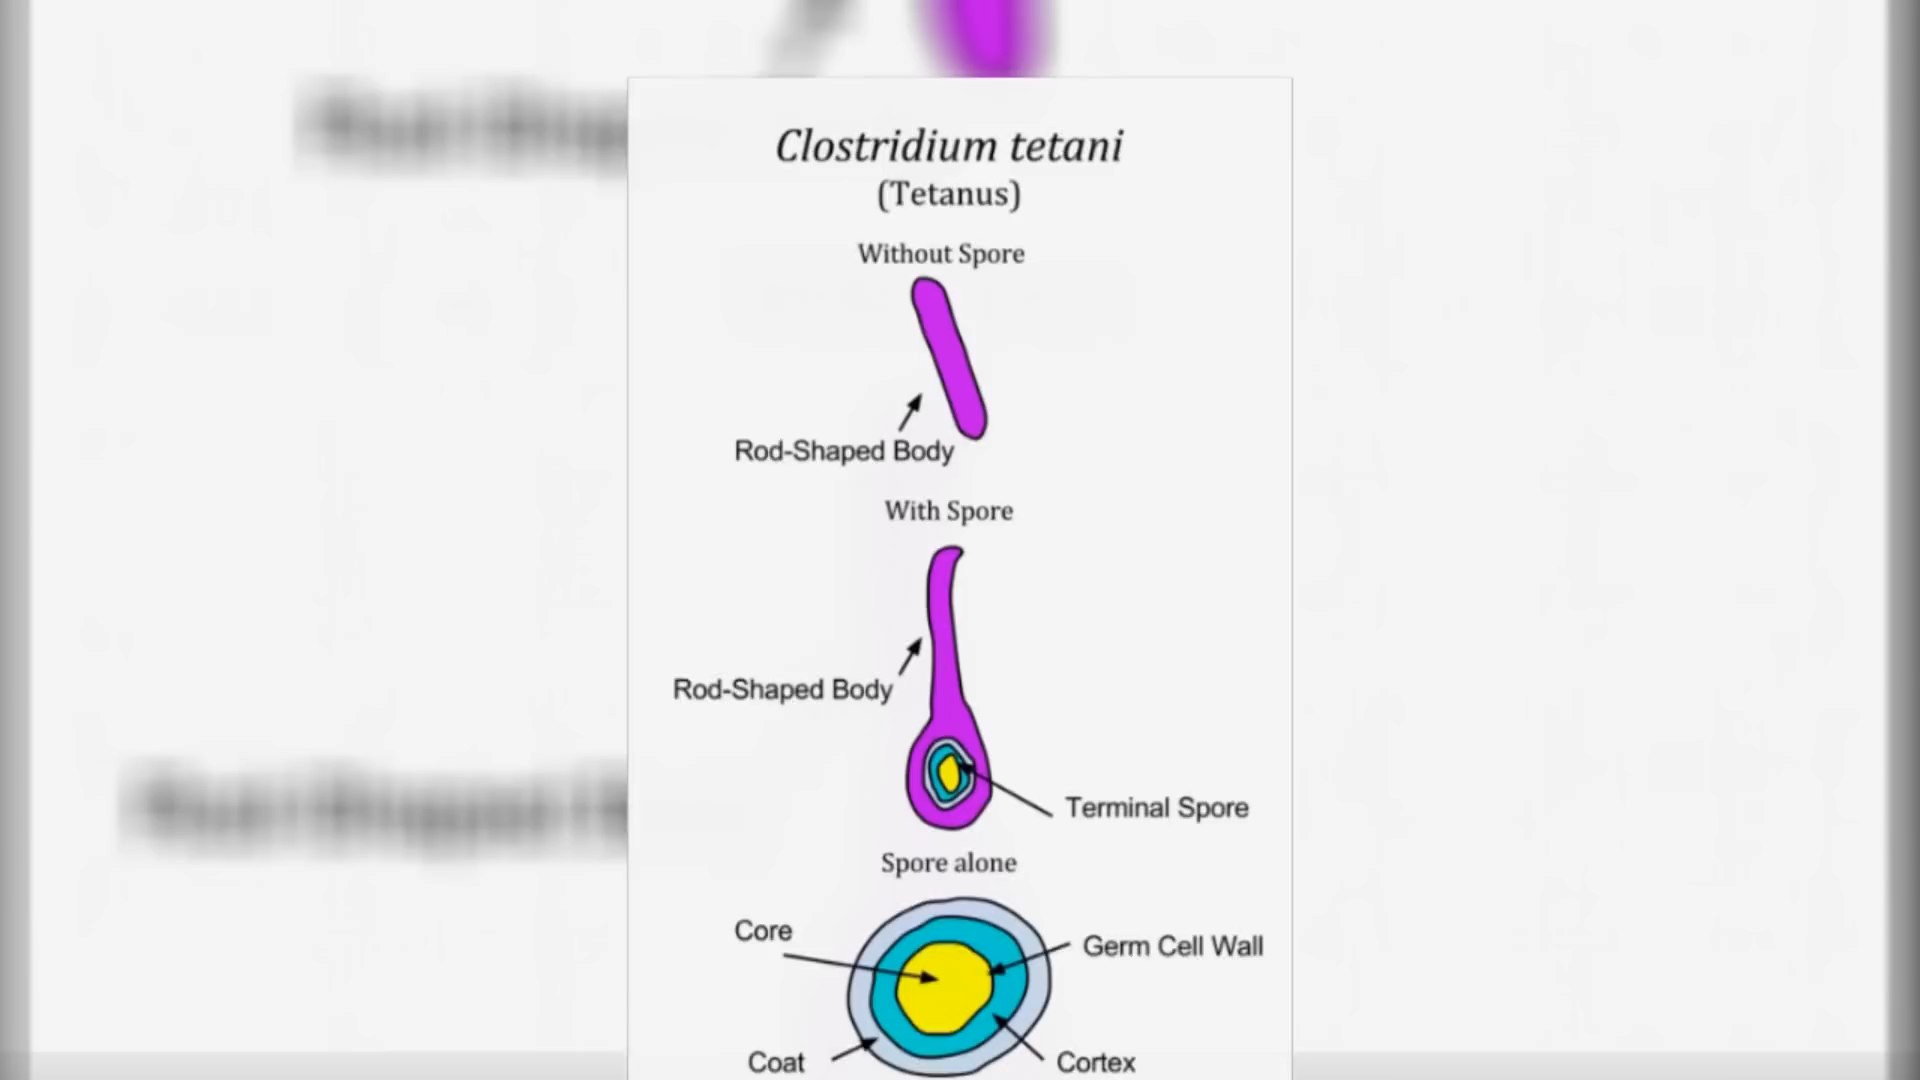 Clostridium tetani
(Tetanus)
Without Spore
Rod-Shaped Body
With Spore
Rod-Shaped Body
Terminal Spore
Spore alone
Core
Germ Cell Wall
Coat
Cortex